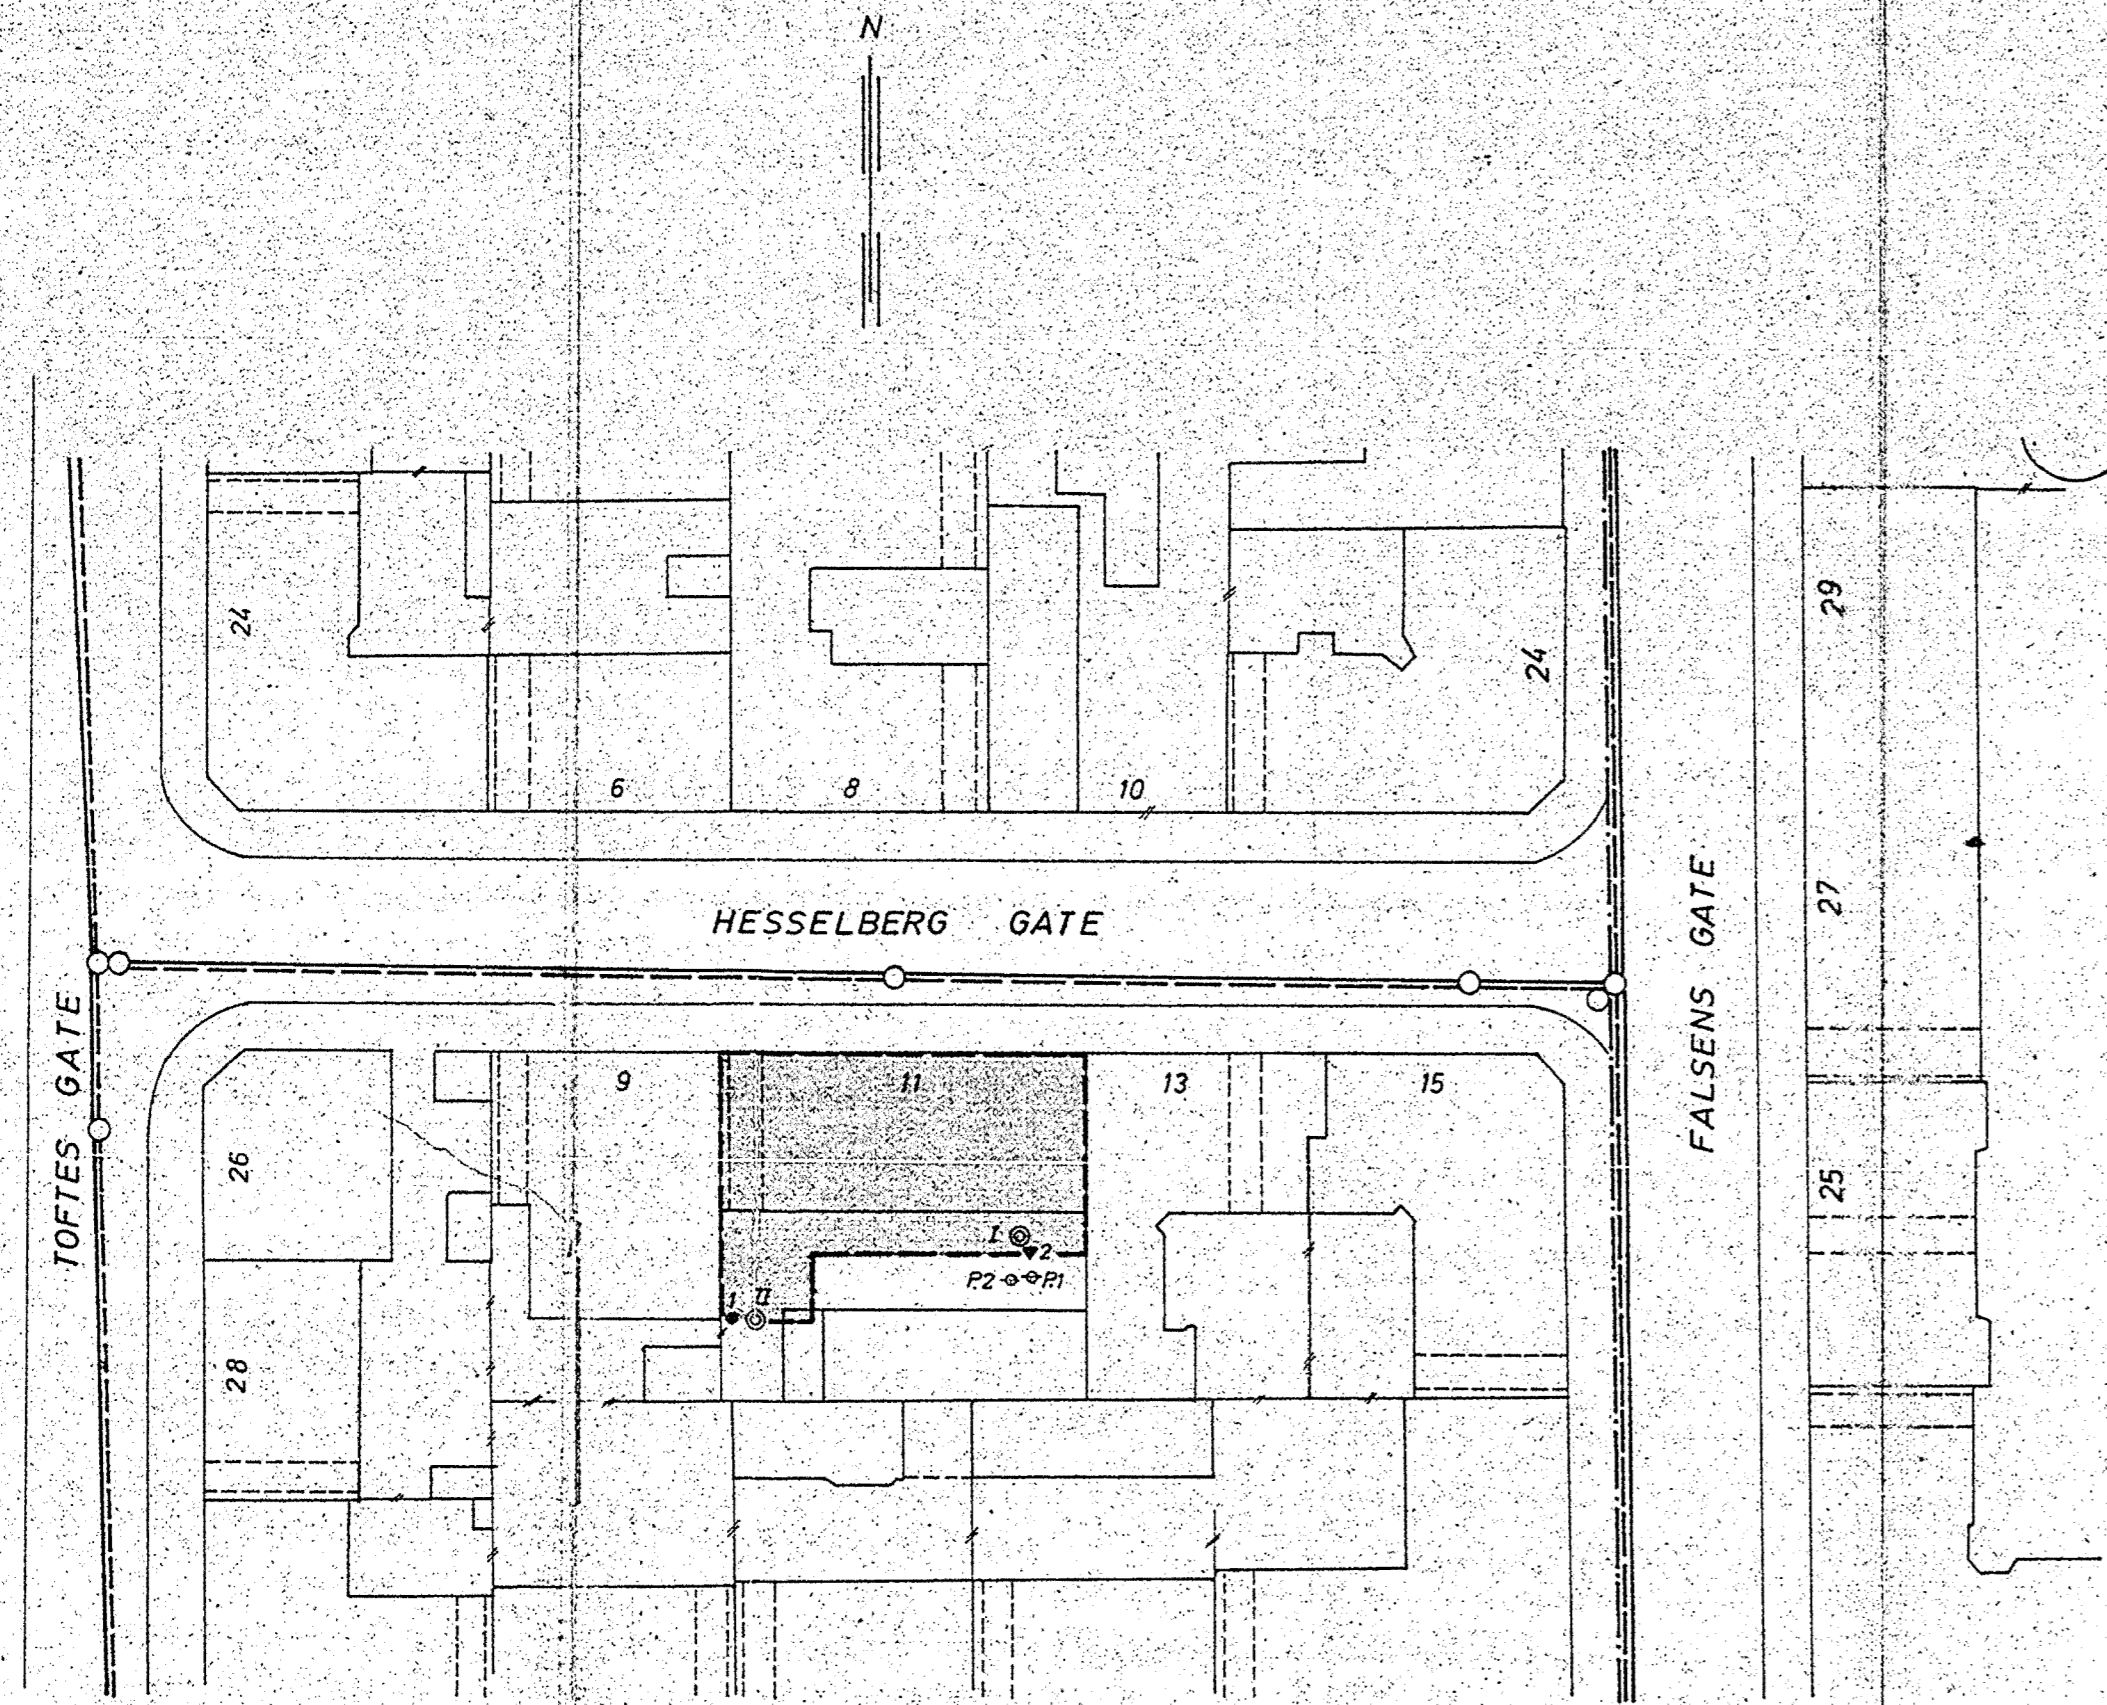 N
24
29
24
6
8
10
27
HESSELBERG GATE
TOFTES GATE
FALSENS GATE
9
11
13
15
26
25
I
2
P.2
P.1
1
II
28